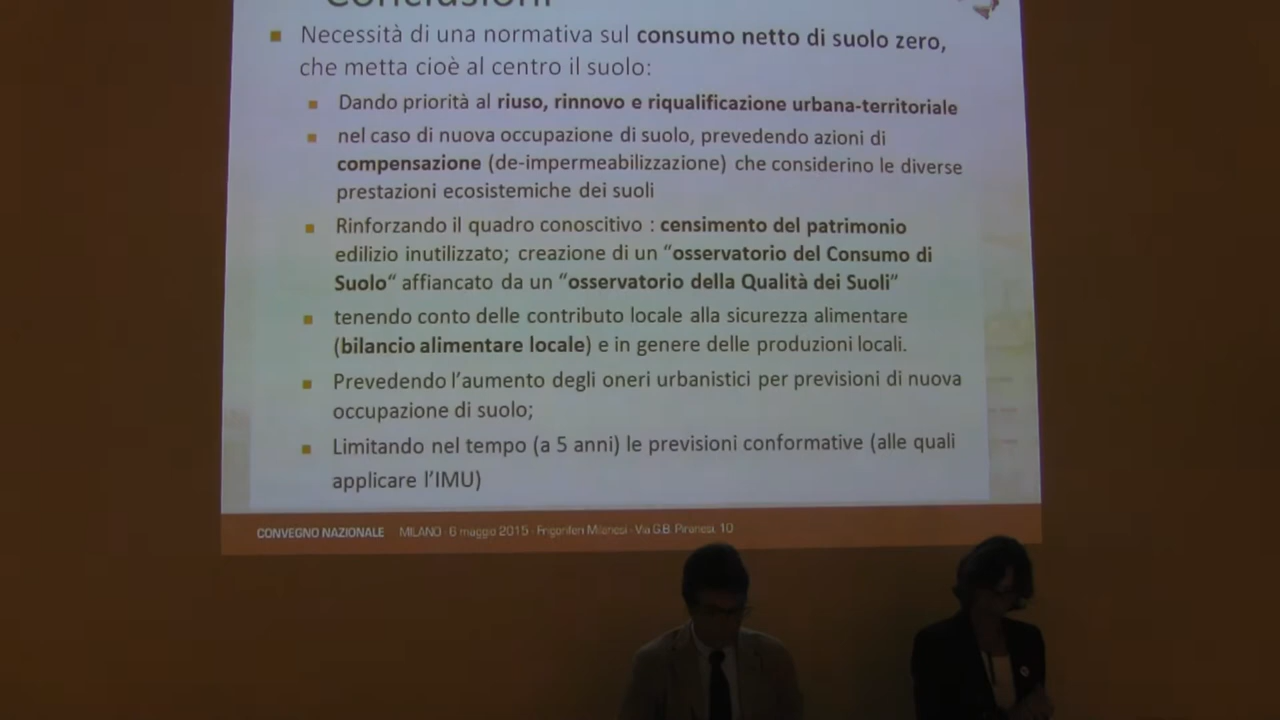 Conclusioni
Necessità di una normativa sul consumo netto di suolo zero,
che metta cioè al centro il suolo:
Dando priorità al riuso, rinnovo e riqualificazione urbana-territoriale
nel caso di nuova occupazione di suolo, prevedendo azioni di
compensazione (de-impermeabilizzazione) che considerino le diverse
prestazioni ecosistemiche dei suoli
Rinforzando il quadro conoscitivo : censimento del patrimonio
edilizio inutilizzato; creazione di un “osservatorio del Consumo di
Suolo“ affiancato da un “osservatorio della Qualità dei Suoli”
tenendo conto delle contributo locale alla sicurezza alimentare
(bilancio alimentare locale) e in genere delle produzioni locali.
Prevedendo l’aumento degli oneri urbanistici per previsioni di nuova
occupazione di suolo;
Limitando nel tempo (a 5 anni) le previsioni conformative (alle quali
applicare l’IMU)
CONVEGNO NAZIONALE MILANO · 6 maggio 2015 · Frigoriferi Milanesi · Via G.B. Piranesi, 10